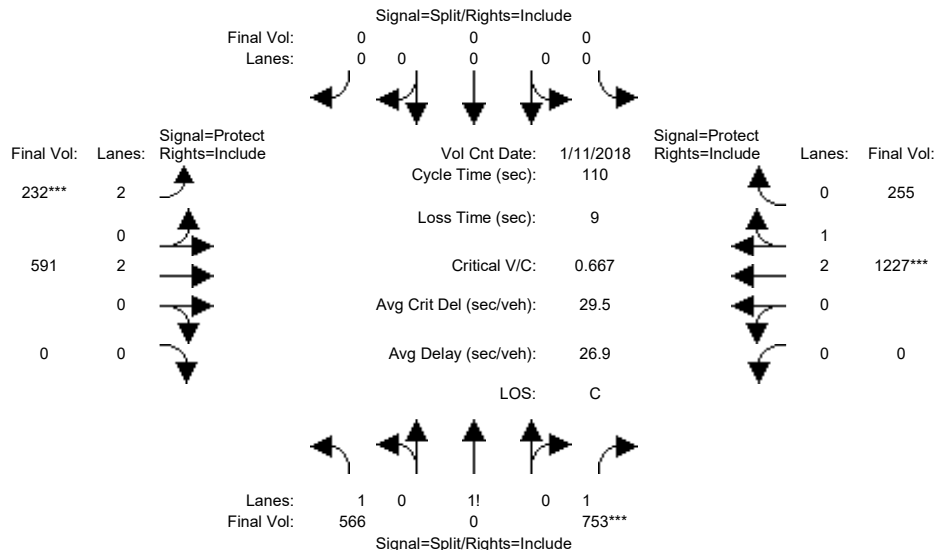 Signal=Split/Rights=Include
Final Vol: 0 0 0
Lanes: 0 0 0 0 0
Signal=Protect Signal=Protect
Final Vol: Lanes: Rights=Include Vol Cnt Date: 1/11/2018 Rights=Include Lanes: Final Vol:
Cycle Time (sec): 110
232*** 2 0 255
Loss Time (sec): 9
0 1
591 2 Critical V/C: 0.667 2 1227***
0 Avg Crit Del (sec/veh): 29.5 0
0 0 Avg Delay (sec/veh): 26.9 0 0
LOS: C
Lanes: 1 0 1! 0 1
Final Vol: 566 0 753***
Signal=Split/Rights=Include